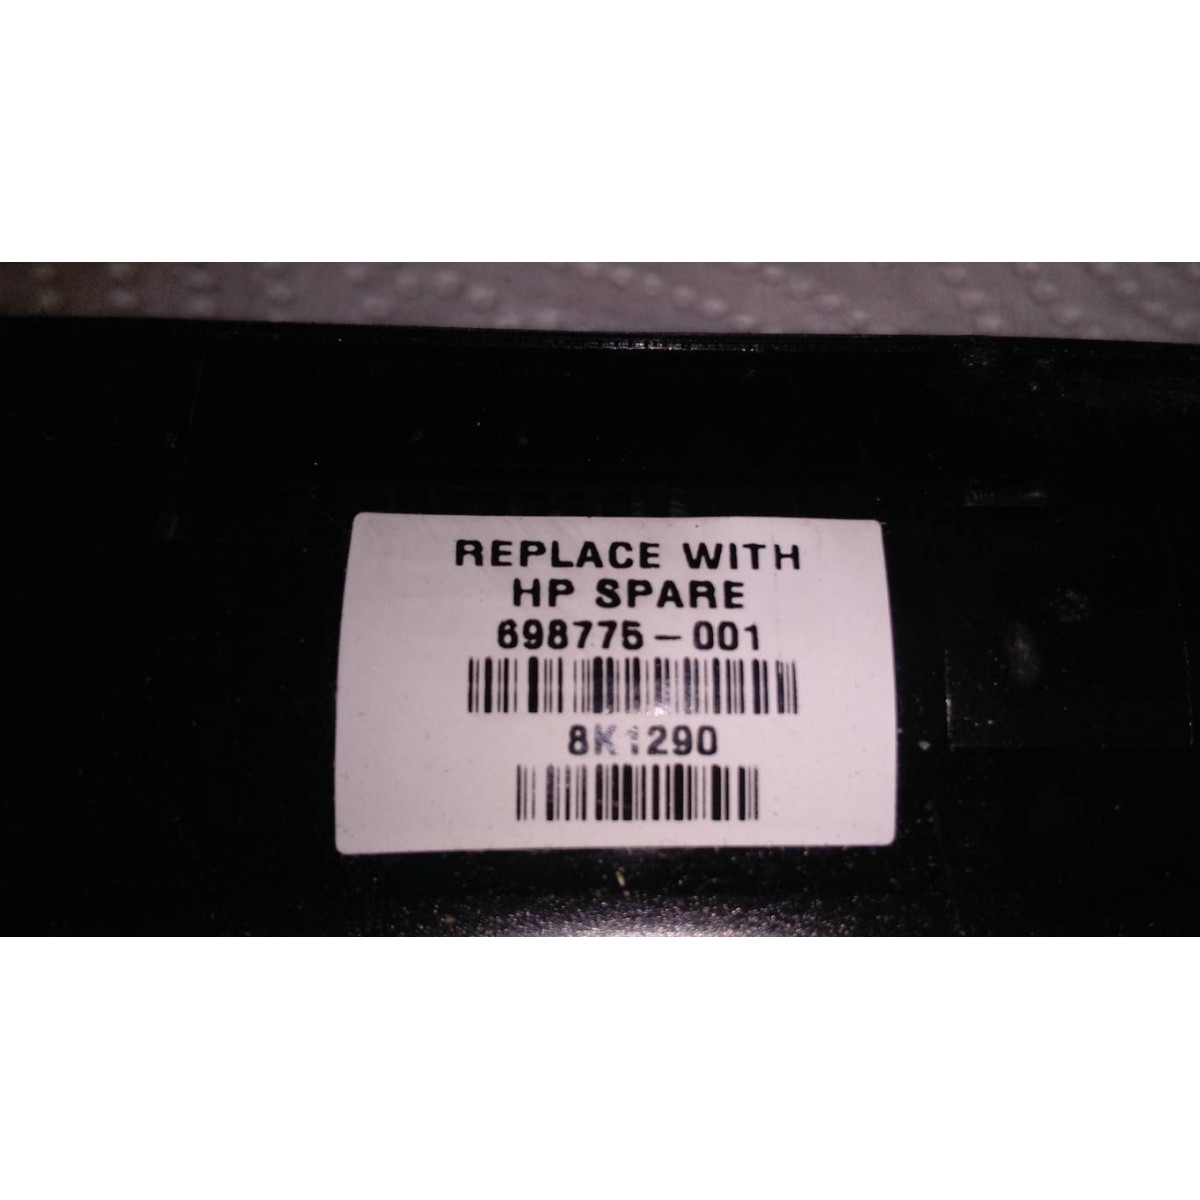 REPLACE WITH
HP SPARE
698775-001
8K1290